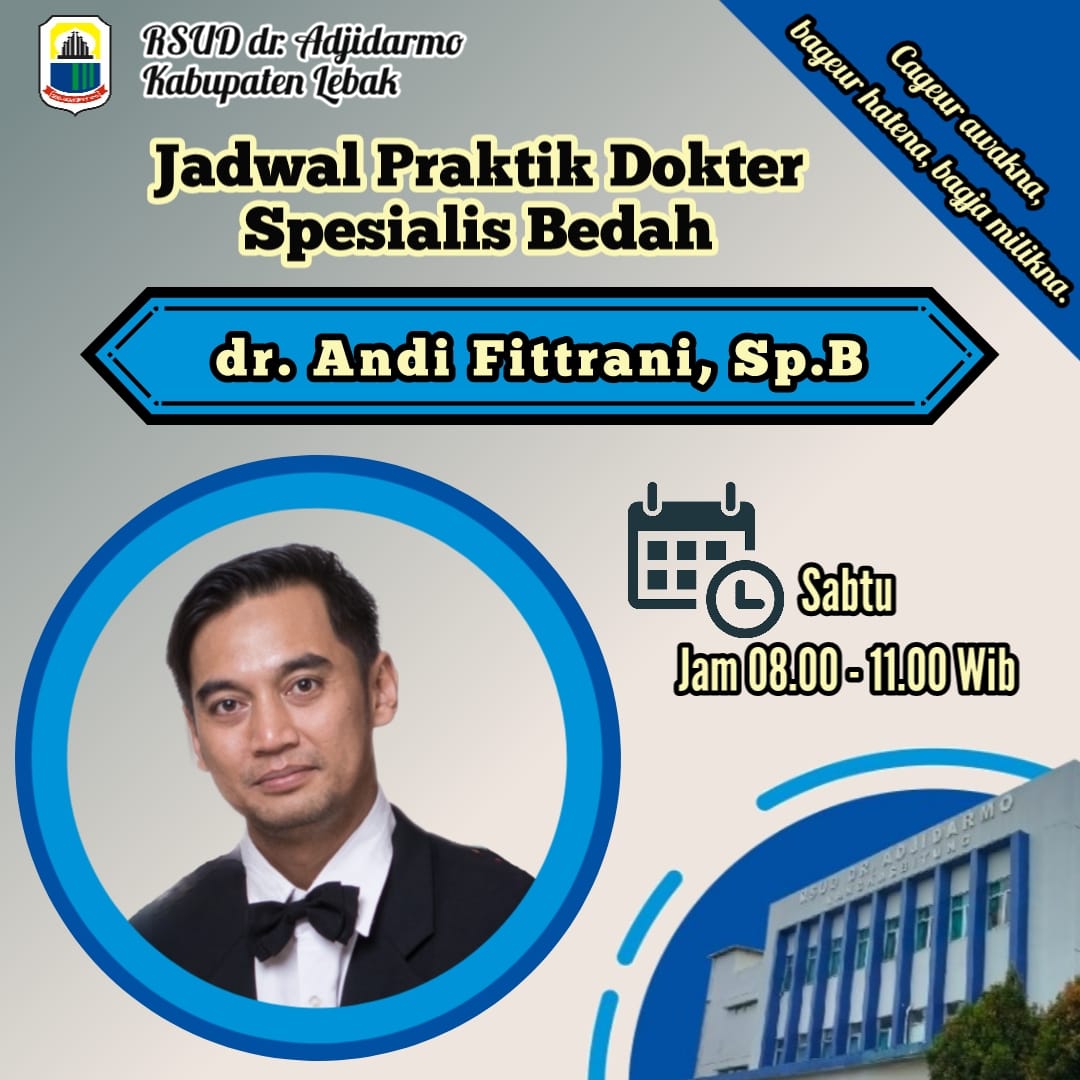 RSUD dr. Adjidarmo
Kabupaten Lebak
Cageur awakna,
bageur hatena, bagja milikna.
Jadwal Praktik Dokter
Spesialis Bedah
dr. Andi Fittrani, Sp.B
Sabtu
Jam 08.00 - 11.00 Wib
RSUD DR. ADJIDARMO
RANGKASBITUNG